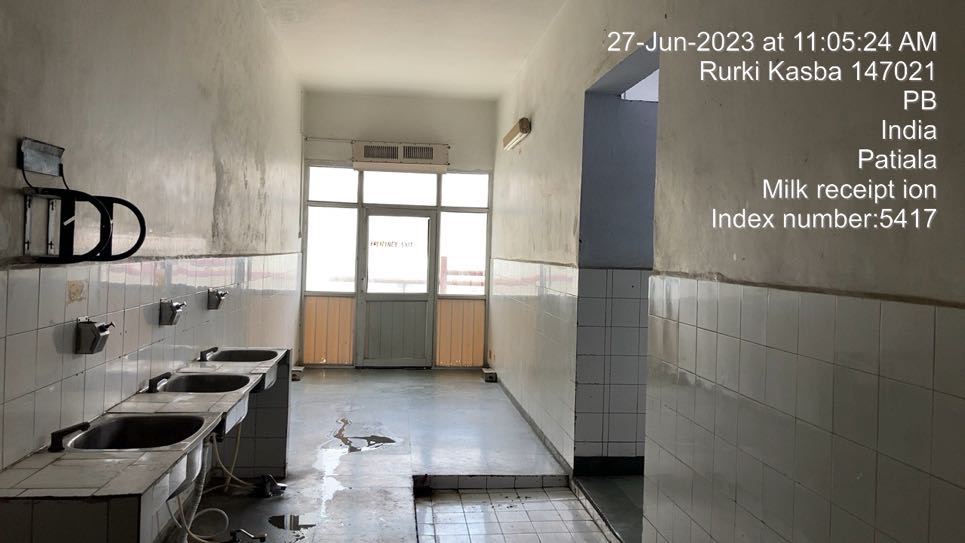 27-Jun-2023 at 11:05:24 AM
Rurki Kasba 147021
PB
India
Patiala
Milk receipt ion
Index number:5417